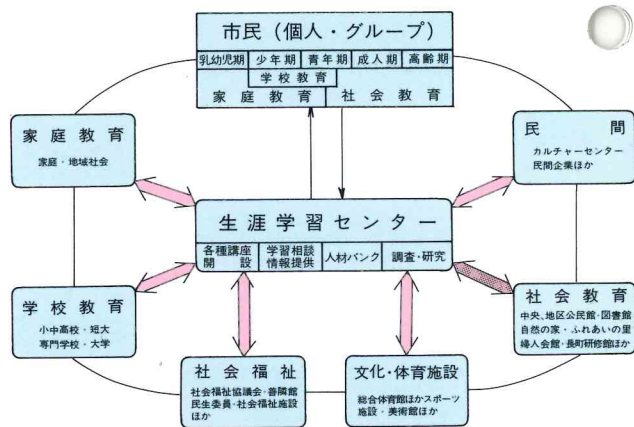 市民（個人・グループ）
乳幼児期 少年期 青年期 成人期 高齢期
学校教育
家庭教育 社会教育
家庭教育
家庭・地域社会
民間
カルチャーセンター
民間企業ほか
生涯学習センター
各種講座
開設
学習相談
情報提供
人材バンク
調査・研究
学校教育
小中高校・短大
専門学校・大学
社会教育
中央、地区公民館・図書館
自然の家・ふれあいの里
婦人会館・長町研修館ほか
社会福祉
社会福祉協議会・善隣館
民生委員・社会福祉施設
ほか
文化・体育施設
総合体育館ほかスポーツ
施設・美術館ほか